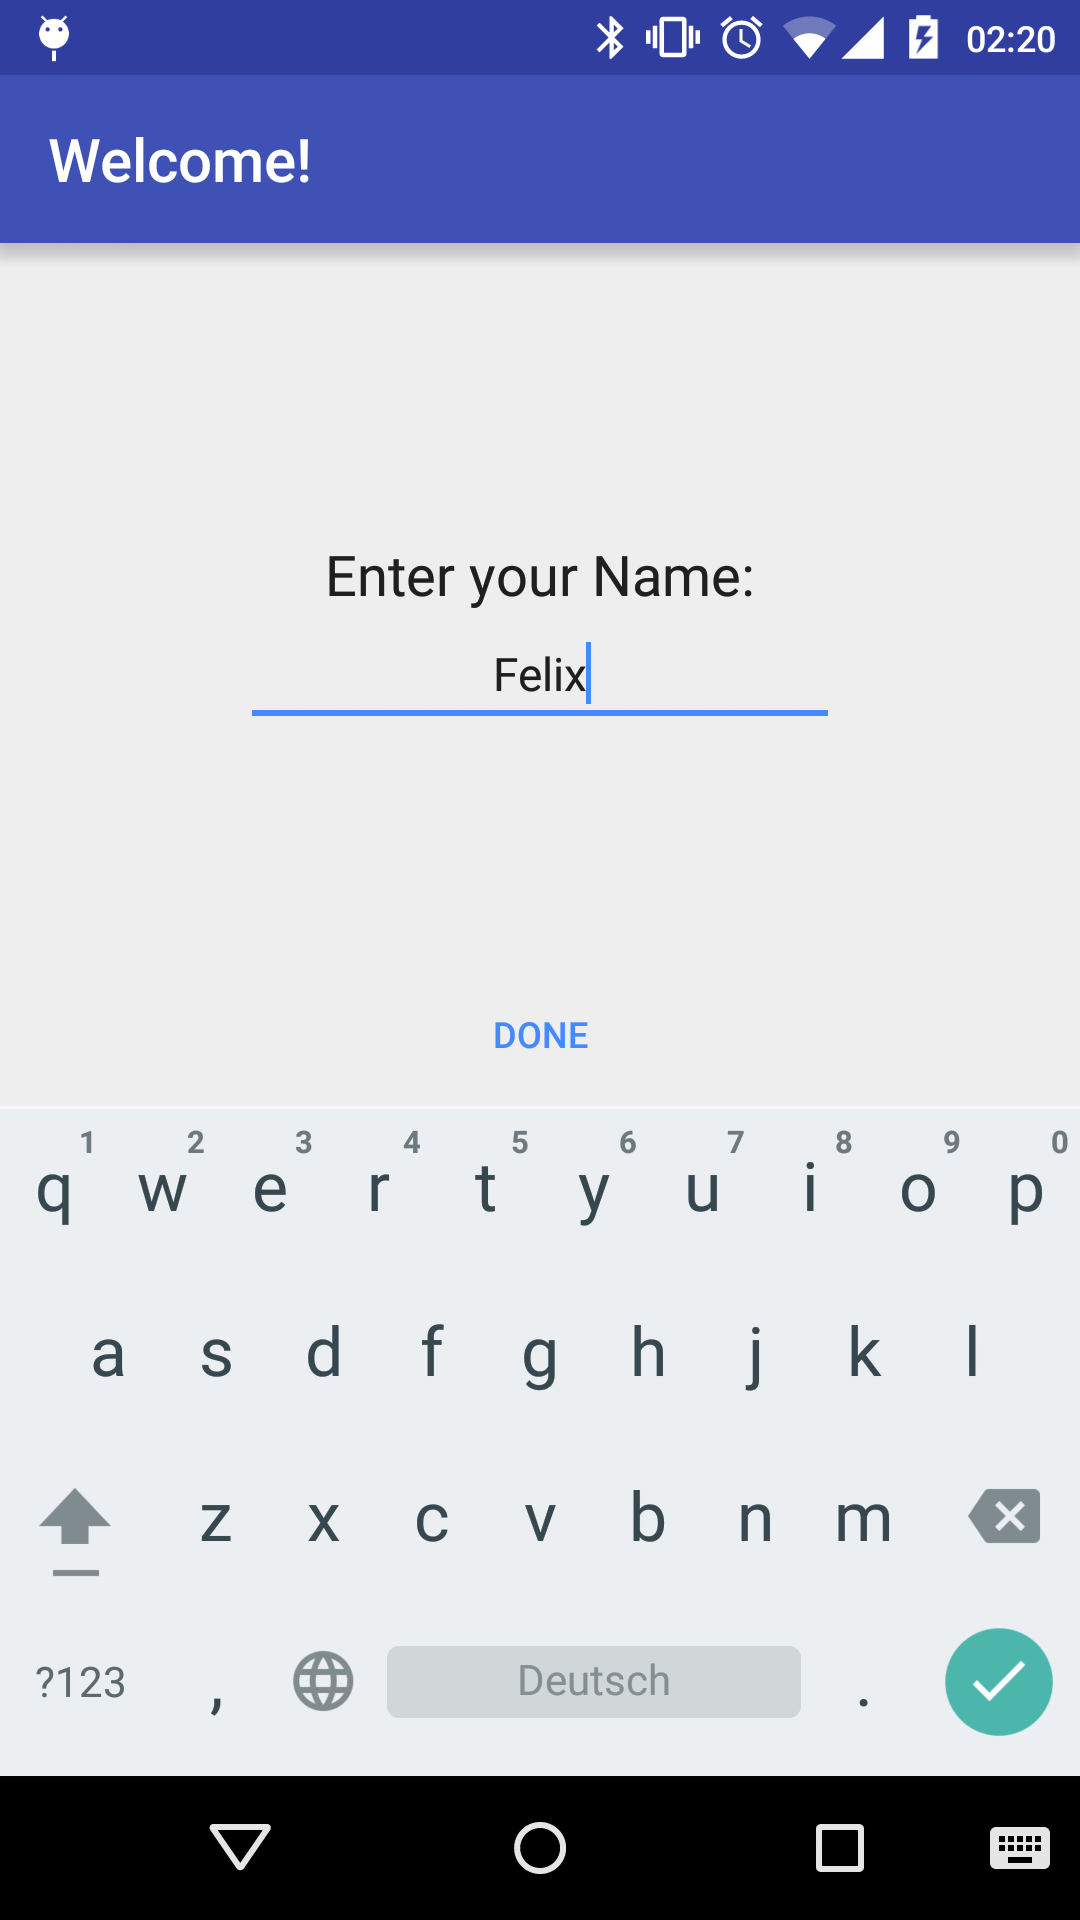 02:20
Welcome!
Enter your Name:
Felix
DONE
1 2 3 4 5 6 7 8 9 0
q w e r t y u i o p
a s d f g h j k l
z x c v b n m
?123 , Deutsch .